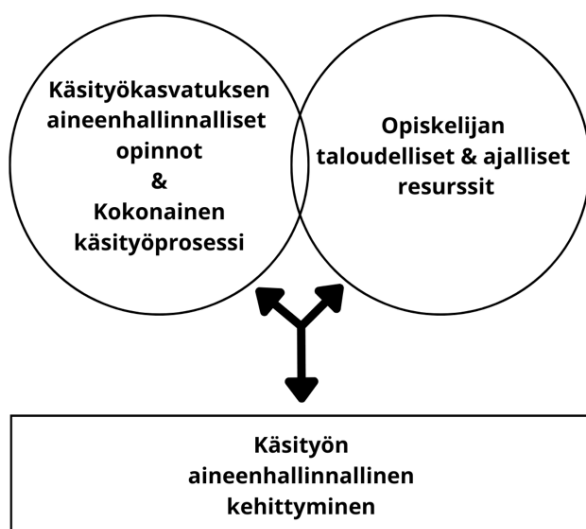 Käsityökasvatuksen
aineenhallinnalliset
opinnot
&
Kokonainen
käsityöprosessi
Opiskelijan
taloudelliset & ajalliset
resurssit
Käsityön
aineenhallinnallinen
kehittyminen